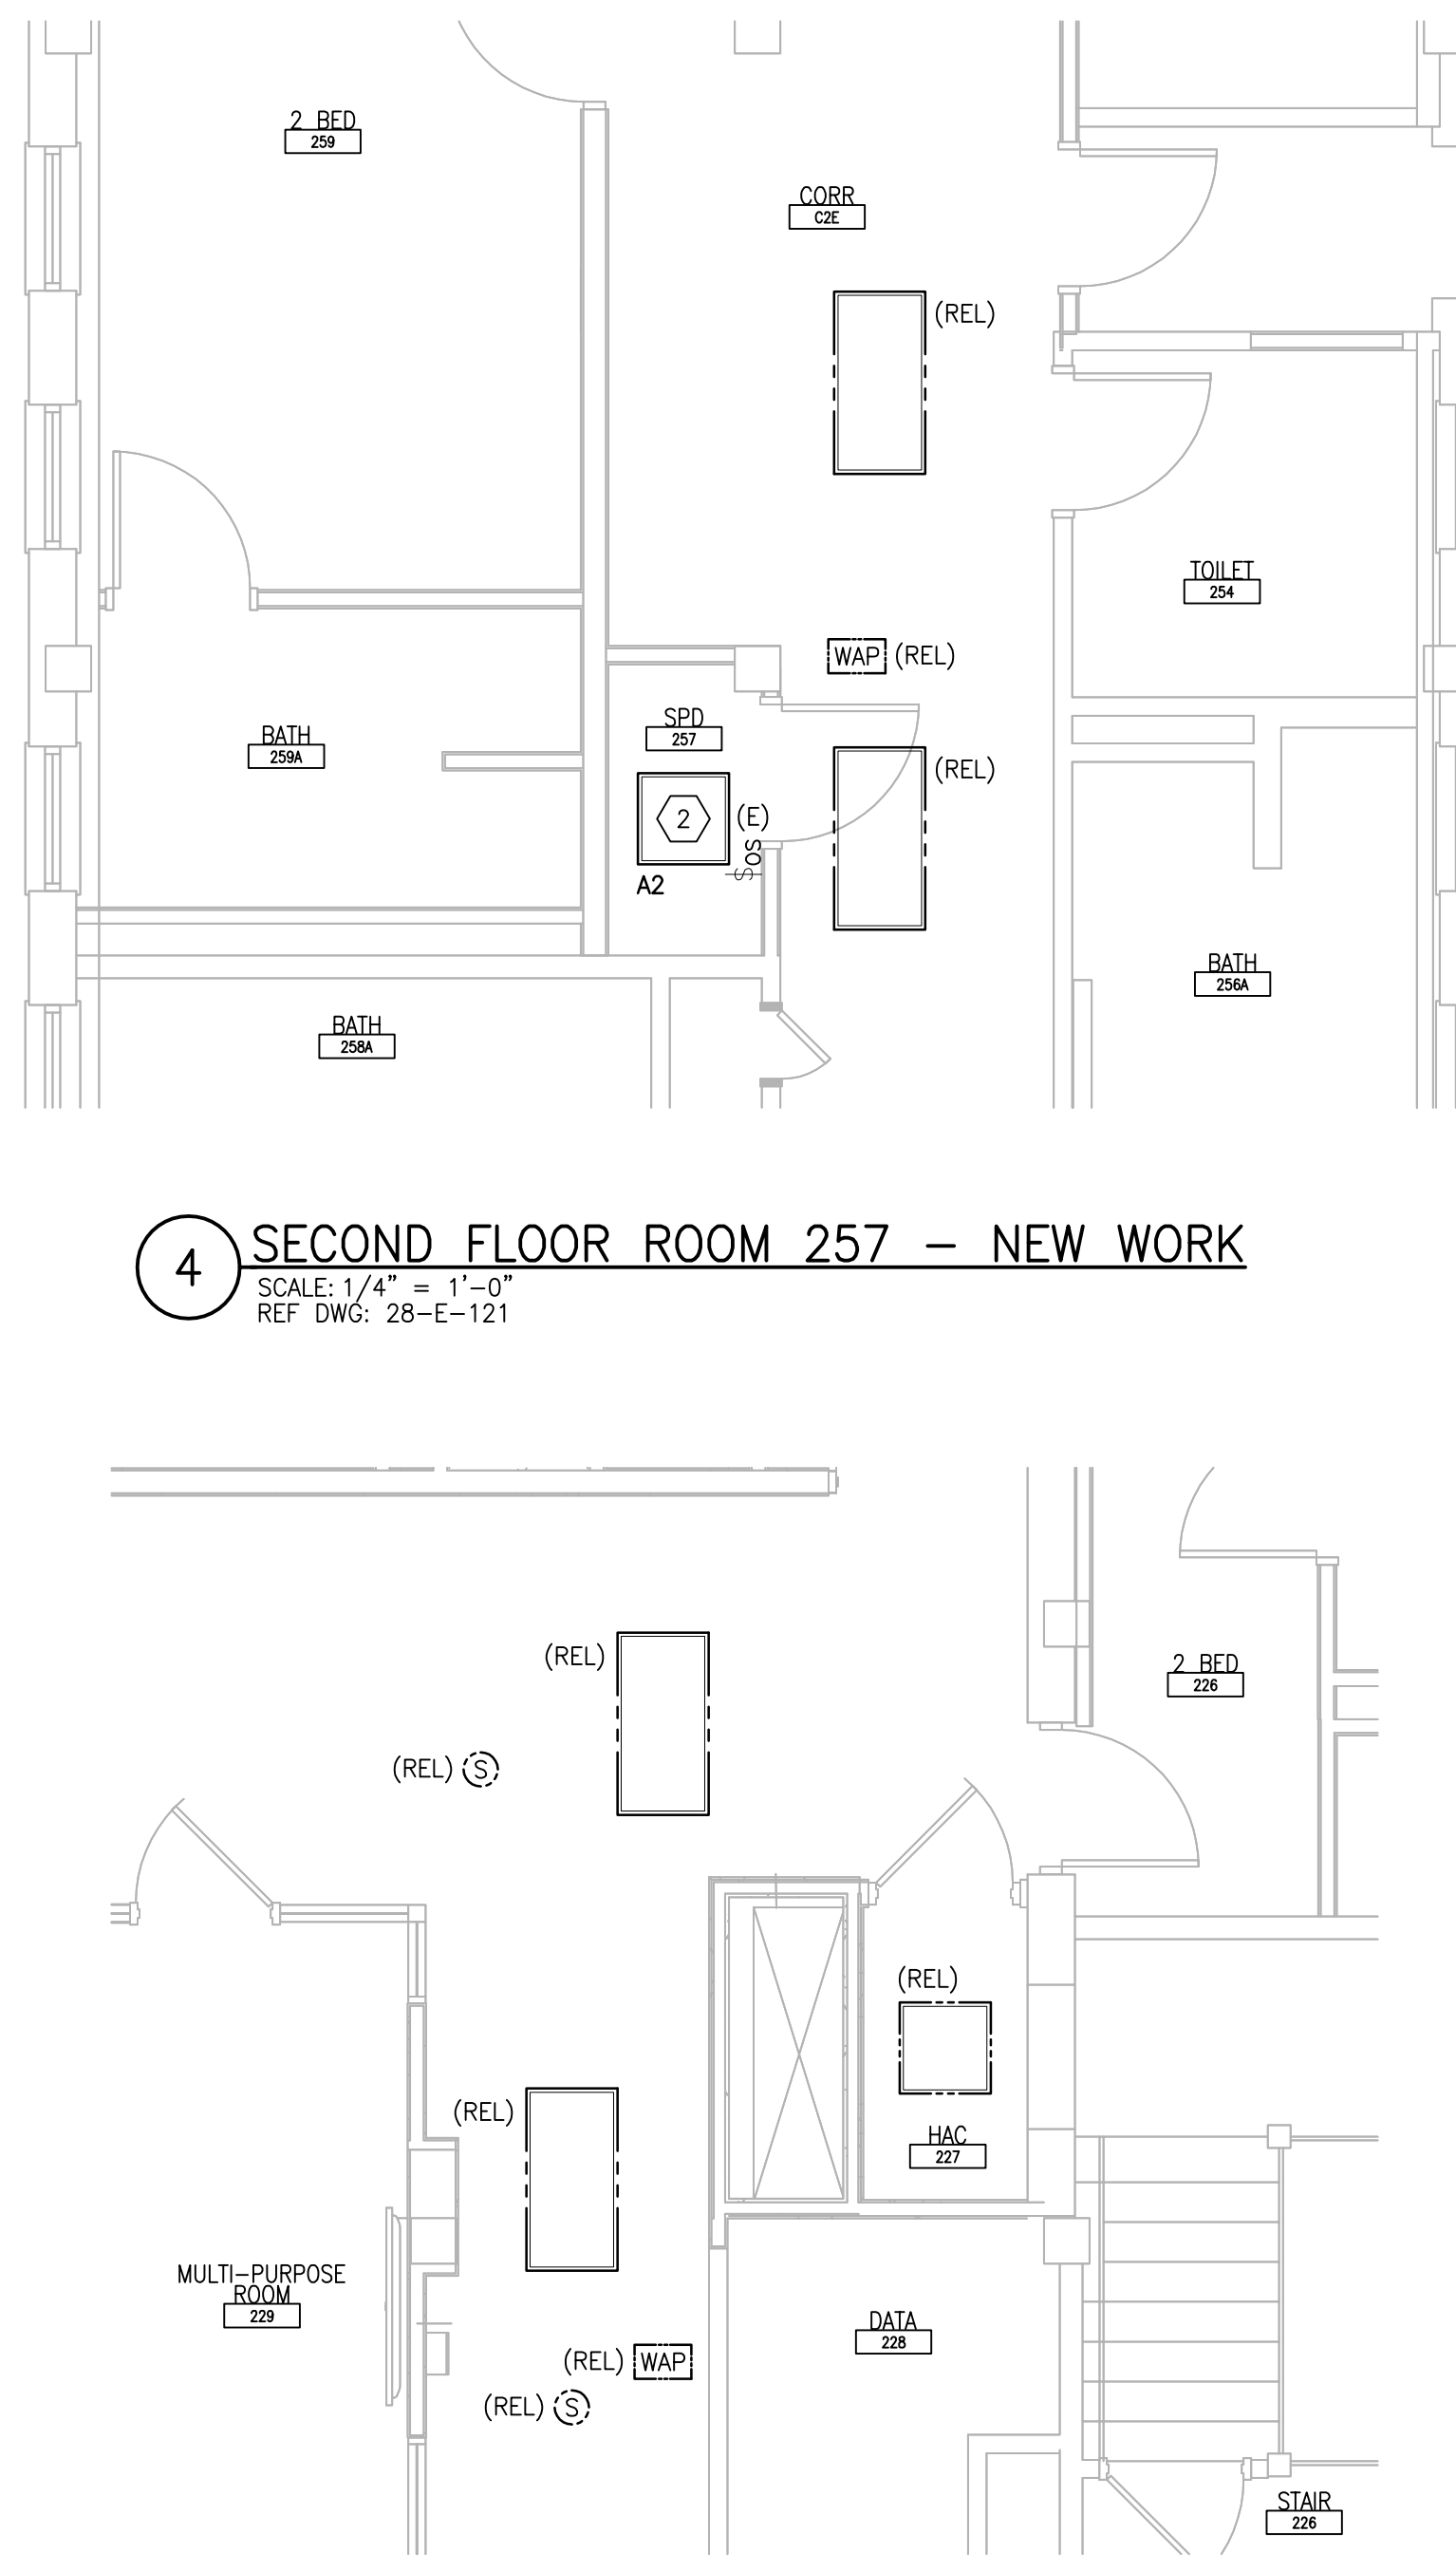 2 BED
259
CORR
C2E
(REL)
TOILET
254
WAP (REL)
SPD
257
BATH
259A
(REL)
2
(E)
SOS
A2
BATH
256A
BATH
258A
4
SECOND FLOOR ROOM 257 - NEW WORK
SCALE: 1/4" = 1'-0"
REF DWG: 28-E-121
(REL)
2 BED
226
(REL) S
(REL)
(REL)
HAC
227
MULTI-PURPOSE
ROOM
229
DATA
228
(REL) WAP
(REL) S
STAIR
226